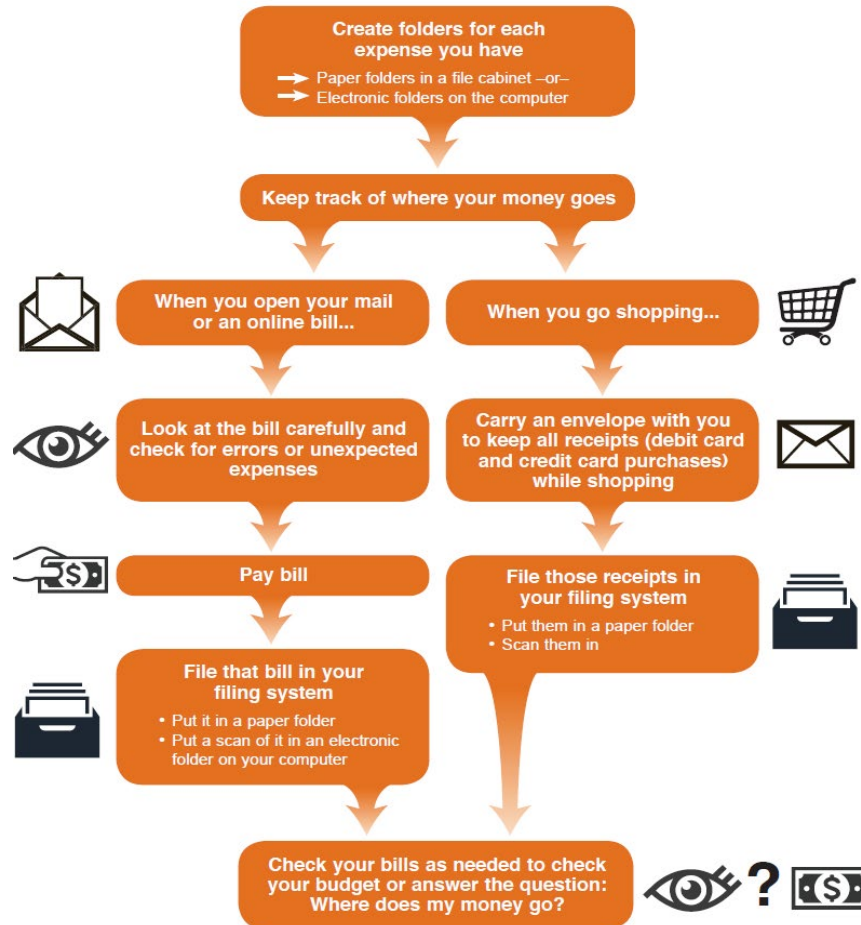 Create folders for each
expense you have
Paper folders in a file cabinet –or–
Electronic folders on the computer
Keep track of where your money goes
When you open your mail
or an online bill...
When you go shopping...
Look at the bill carefully and
check for errors or unexpected
expenses
Carry an envelope with you
to keep all receipts (debit card
and credit card purchases)
while shopping
$
Pay bill
File those receipts in
your filing system
• Put them in a paper folder
• Scan them in
File that bill in your
filing system
• Put it in a paper folder
• Put a scan of it in an electronic
folder on your computer
Check your bills as needed to check
your budget or answer the question:
Where does my money go?
? $